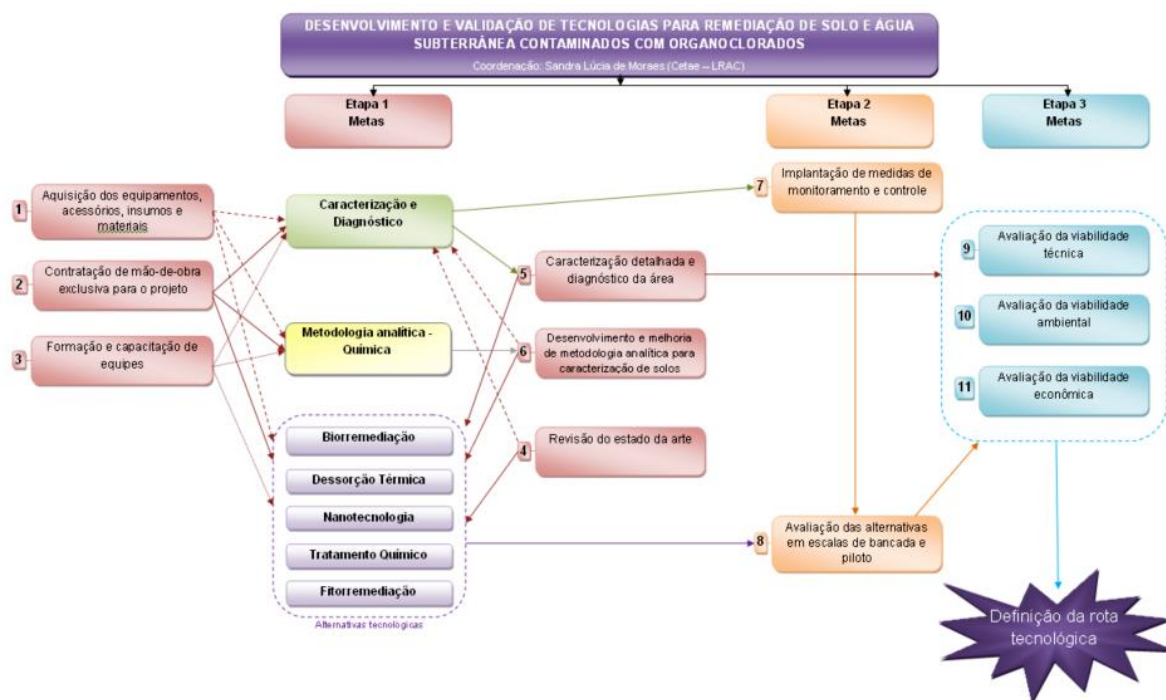 DESENVOLVIMENTO E VALIDAÇÃO DE TECNOLOGIAS PARA REMEDIAÇÃO DE SOLO E ÁGUA
SUBTERRÂNEA CONTAMINADOS COM ORGANOCLORADOS
Coordenação: Sandra Lúcia de Moraes (Cetae – LRAC)
Etapa 1
Metas
Etapa 2
Metas
Etapa 3
Metas
1
Aquisição dos equipamentos,
acessórios, insumos e
materiais
2
Contratação de mão-de-obra
exclusiva para o projeto
3
Formação e capacitação de
equipes
Caracterização e
Diagnóstico
Metodologia analítica -
Química
Biorremediação
Dessorção Térmica
Nanotecnologia
Tratamento Químico
Fitorremediação
Alternativas tecnológicas
5
Caracterização detalhada e
diagnóstico da área
6
Desenvolvimento e melhoria
de metodologia analítica para
caracterização de solos
4
Revisão do estado da arte
7
Implantação de medidas de
monitoramento e controle
8
Avaliação das alternativas
em escalas de bancada e
piloto
9
Avaliação da viabilidade
técnica
10
Avaliação da viabilidade
ambiental
11
Avaliação da viabilidade
econômica
Definição da rota
tecnológica